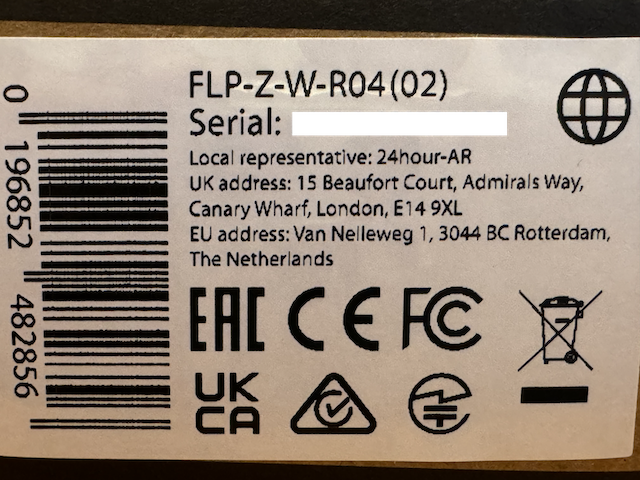 FLP-Z-W-R04(02)
Serial:
Local representative: 24hour-AR
UK address: 15 Beaufort Court, Admirals Way,
Canary Wharf, London, E14 9XL
EU address: Van Nelleweg 1, 3044 BC Rotterdam,
The Netherlands
EAC CE FC
UK
CA
0 196852 482856